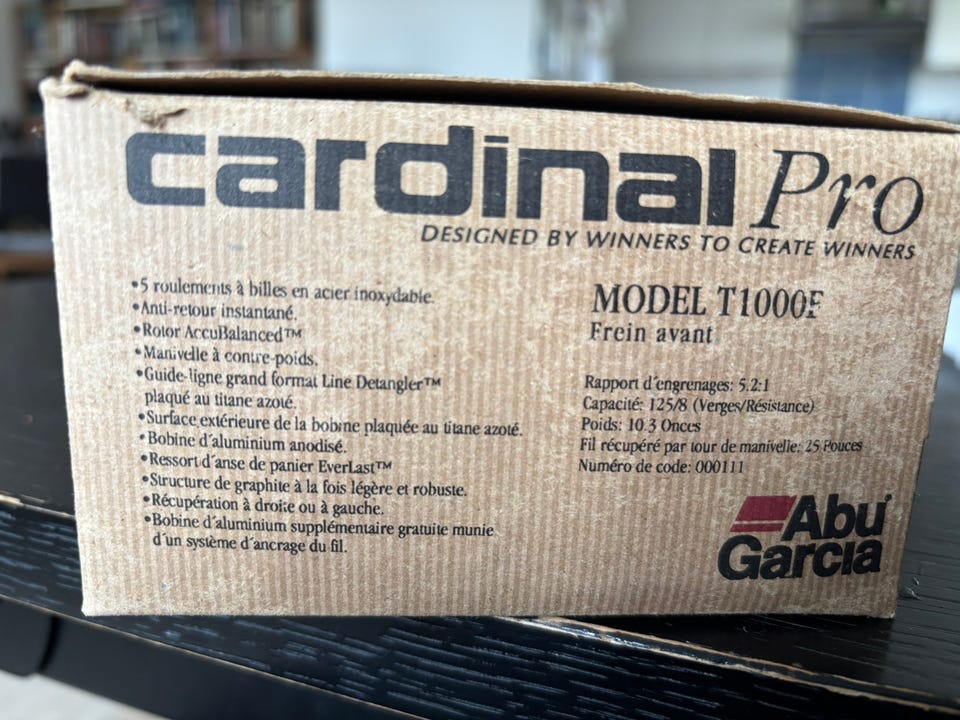 cardinal Pro
DESIGNED BY WINNERS TO CREATE WINNERS
•5 roulements à billes en acier inoxydable.
•Anti-retour instantané.
•Rotor AccuBalanced™
•Manivelle à contre-poids.
•Guide-ligne grand format Line Detangler™
plaqué au titane azoté.
•Surface extérieure de la bobine plaquée au titane azoté.
•Bobine d´aluminium anodisé.
•Ressort d´anse de panier EverLast™
•Structure de graphite à la fois légère et robuste.
•Récupération à droite ou à gauche.
•Bobine d´aluminium supplémentaire gratuite munie
d´un système d´ancrage du fil.
MODEL T1000F
Frein avant
Rapport d´engrenages: 5.2:1
Capacité: 125/8 (Verges/Résistance)
Poids: 10.3 Onces
Fil récupéré par tour de manivelle: 25 Pouces
Numéro de code: 000111
Abu
Garcia